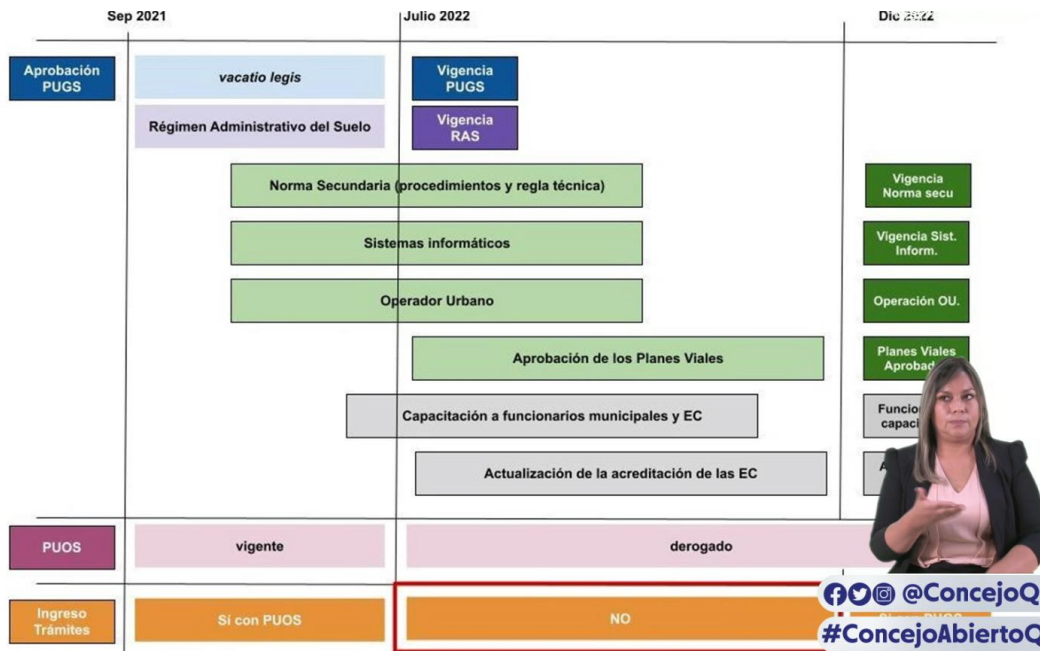 Sep 2021
Julio 2022
Dic 2022
Aprobación
PUGS
vacatio legis
Vigencia
PUGS
Régimen Administrativo del Suelo
Vigencia
RAS
Norma Secundaria (procedimientos y regla técnica)
Vigencia
Norma secu
Sistemas informáticos
Vigencia Sist.
Inform.
Operador Urbano
Operación OU.
Aprobación de los Planes Viales
Planes Viales
Capacitación a funcionarios municipales y EC
Actualización de la acreditación de las EC
PUOS
vigente
derogado
Ingreso
Trámites
Sí con PUOS
NO
@ConcejoQ
#ConcejoAbiertoQ